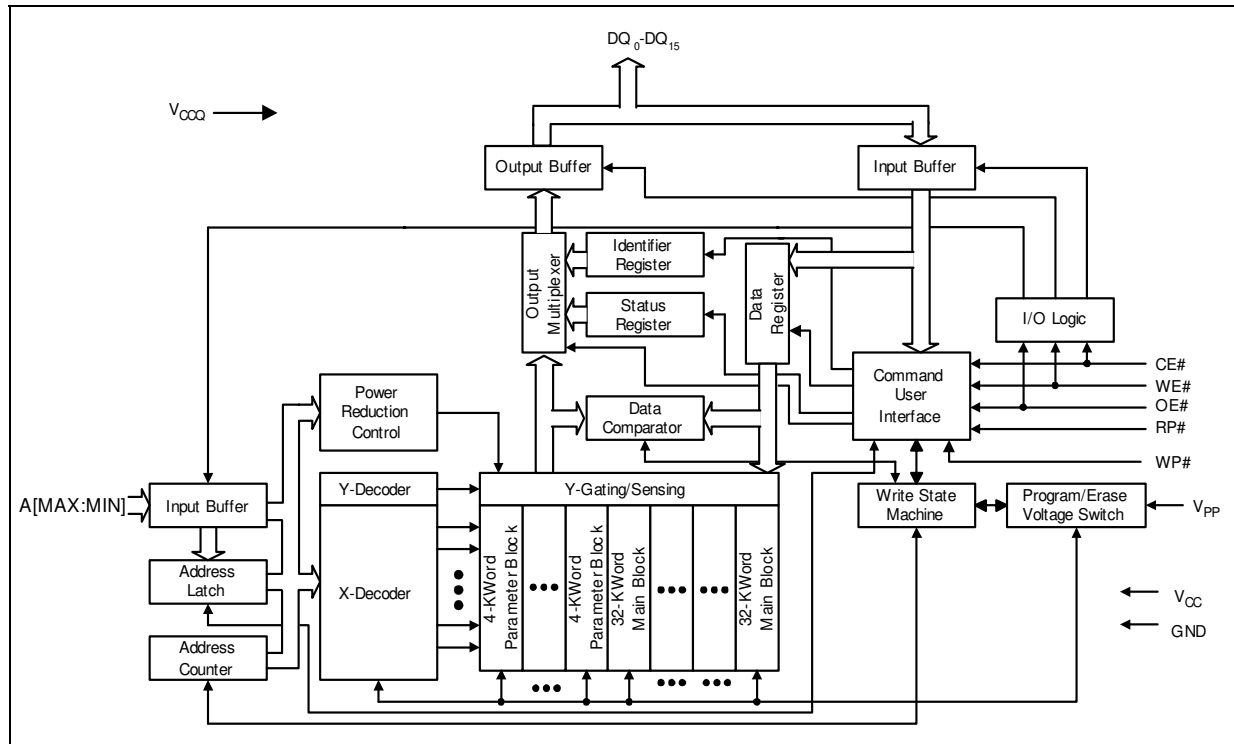 DQ0-DQ15
VCCQ
Output Buffer
Input Buffer
Output
Multiplexer
Identifier
Register
Status
Register
Data
Register
I/O Logic
Command
User
Interface
CE#
WE#
OE#
RP#
WP#
Power
Reduction
Control
Data
Comparator
A[MAX:MIN]
Input Buffer
Y-Decoder
Y-Gating/Sensing
Write State
Machine
Program/Erase
Voltage Switch
VPP
Address
Latch
X-Decoder
4-KWord
Parameter Block
4-KWord
Parameter Block
32-KWord
Main Block
32-KWord
Main Block
VCC
GND
Address
Counter